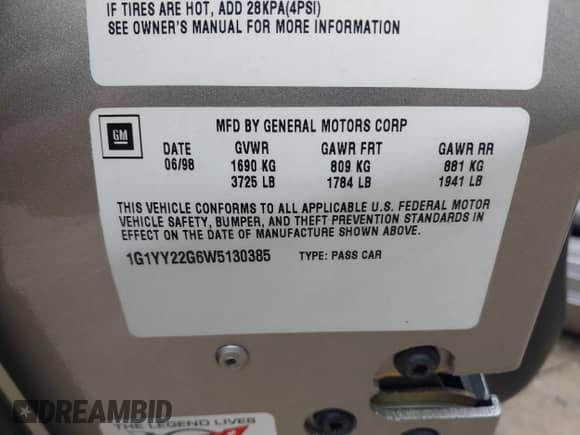 IF TIRES ARE HOT, ADD 28KPA(4PSI)
SEE OWNER'S MANUAL FOR MORE INFORMATION
GM
MFD BY GENERAL MOTORS CORP
DATE GVWR GAWR FRT GAWR RR
06/98 1690 KG 809 KG 881 KG
3725 LB 1784 LB 1941 LB
THIS VEHICLE CONFORMS TO ALL APPLICABLE U.S. FEDERAL MOTOR
VEHICLE SAFETY, BUMPER, AND THEFT PREVENTION STANDARDS IN
EFFECT ON THE DATE OF MANUFACTURE SHOWN ABOVE.
1G1YY22G6W5130385 TYPE: PASS CAR
THE LEGEND LIVES
DREAMBID